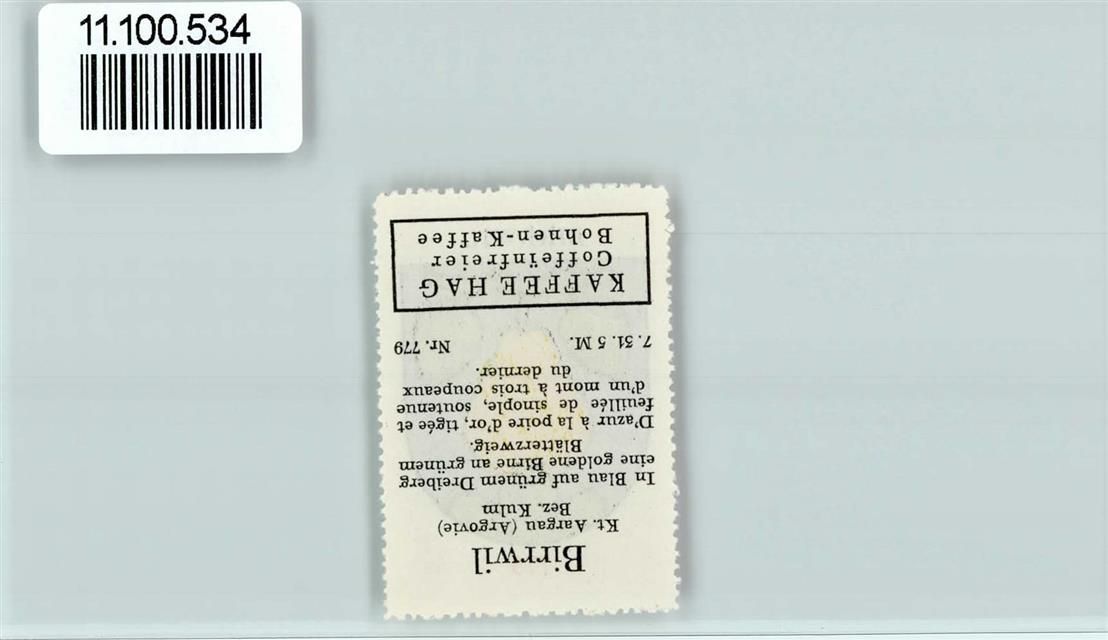 11.100.534
Birrwil
Kt. Aargau (Argovie)
Bez. Kulm
In Blau auf grünem Dreiberg
eine goldene Birne an grünem
Blätterzweig.
D'azur à la poire d'or, tigée et
feuillée de sinople, soutenue
d'un mont à trois coupeaux
du dernier.
7. 31. 5 M. Nr. 779
KAFFEE HAG
Coffeïnfreier
Bohnen-Kaffee